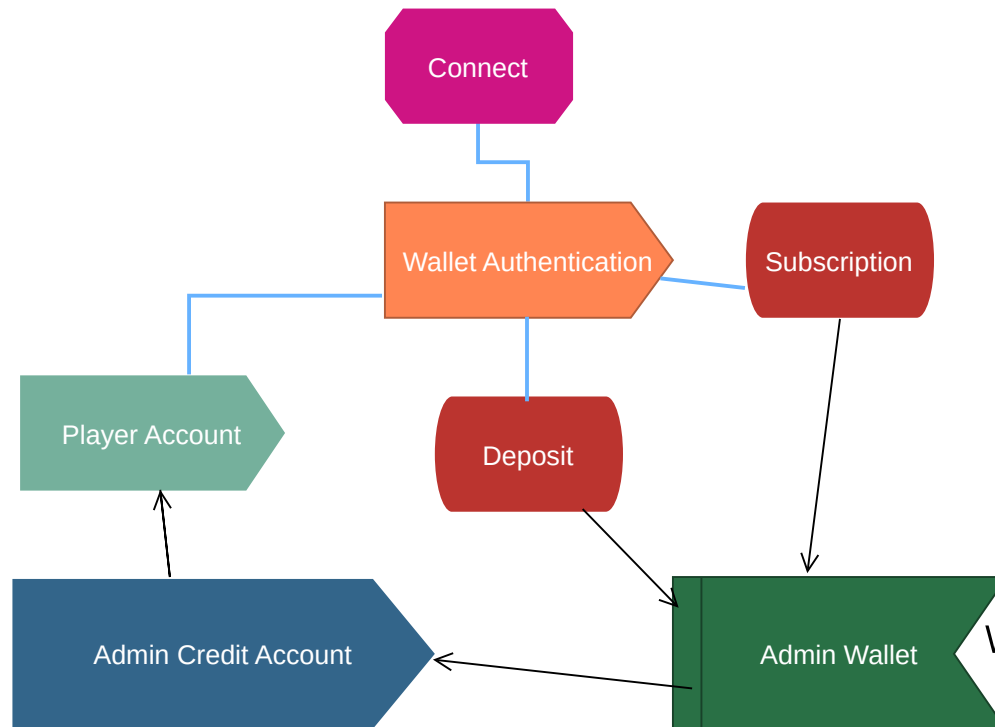 Connect
Wallet Authentication
Subscription
Player Account
Deposit
Admin Credit Account
Admin Wallet